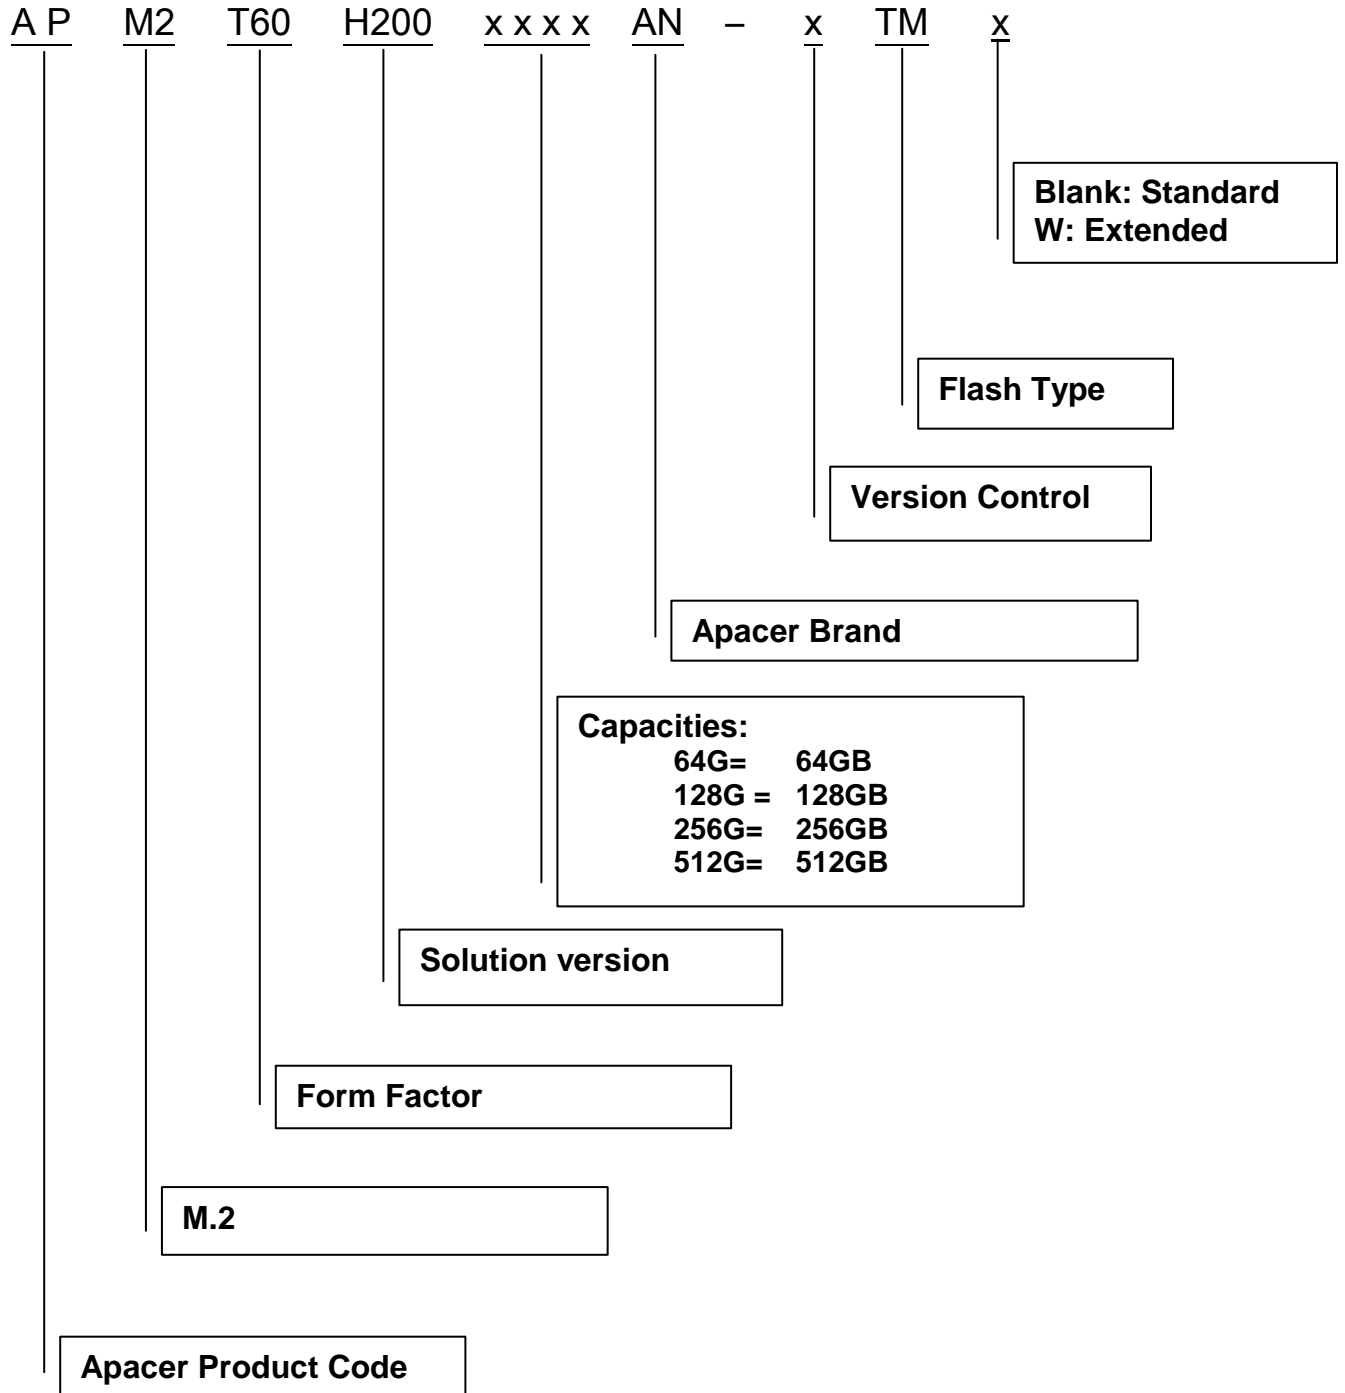 A P M2 T60 H200 x x x x AN – x TM x
Blank: Standard
W: Extended
Flash Type
Version Control
Apacer Brand
Capacities:
64G= 64GB
128G = 128GB
256G= 256GB
512G= 512GB
Solution version
Form Factor
M.2
Apacer Product Code